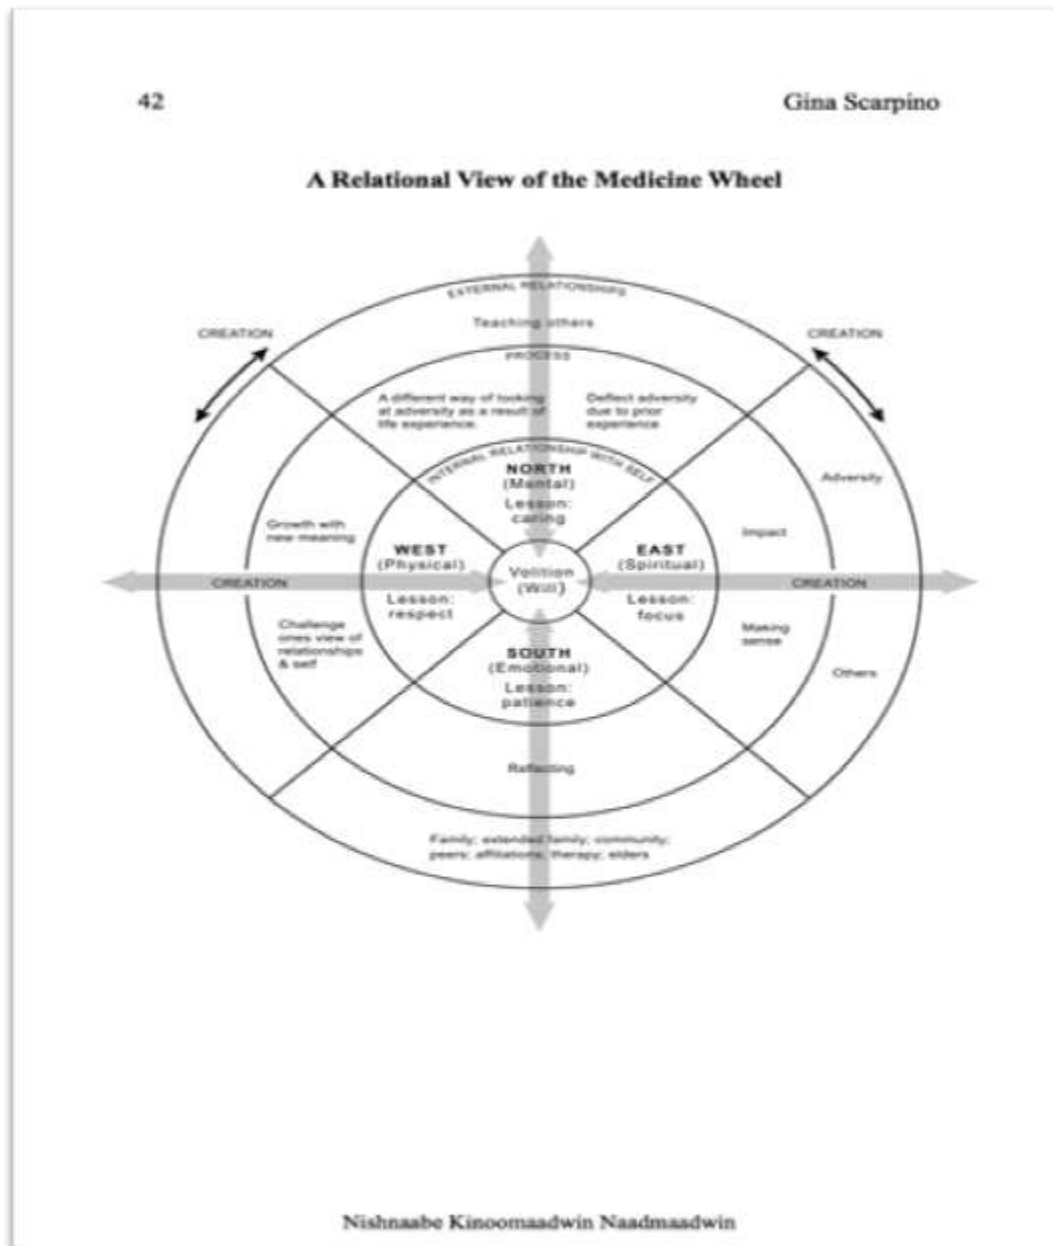 42
Gina Scarpino
A Relational View of the Medicine Wheel
EXTERNAL RELATIONSHIPS
Teaching others
CREATION
CREATION
PROCESS
A different way of looking
at adversity as a result of
life experience.
Deflect adversity
due to prior
experience
INTERNAL RELATIONSHIP WITH SELF
NORTH
(Mental)
Lesson:
caring
Adversity
Growth with
new meaning
Impact
WEST
(Physical)
Volition
(Will)
EAST
(Spiritual)
CREATION
CREATION
Lesson:
respect
Lesson:
focus
Challenge
ones view of
relationships
& self
Making
sense
SOUTH
(Emotional)
Lesson:
patience
Others
Reflecting
Family; extended family; community;
peers; affiliations; therapy; elders
Nishnaabe Kinoomaadwin Naadmaadwin